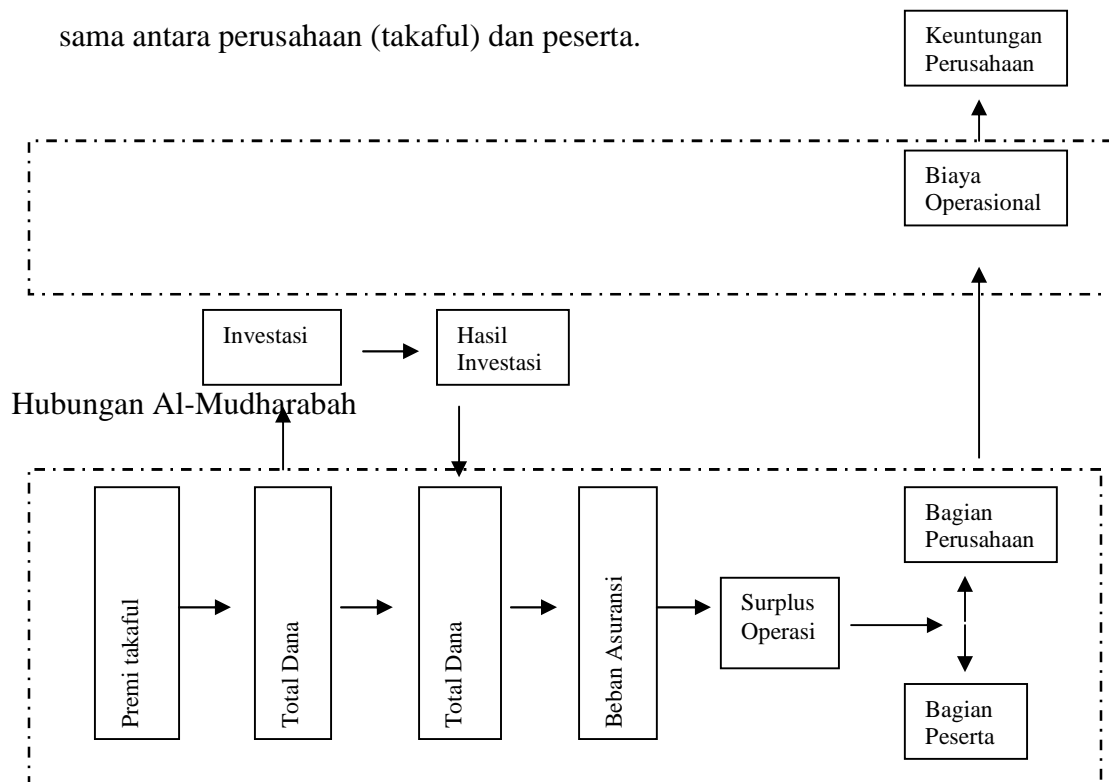 sama antara perusahaan (takaful) dan peserta.
Keuntungan
Perusahaan
Biaya
Operasional
Investasi
Hasil
Investasi
Hubungan Al-Mudharabah
Premi takaful
Total Dana
Total Dana
Beban Asuransi
Surplus
Operasi
Bagian
Perusahaan
Bagian
Peserta